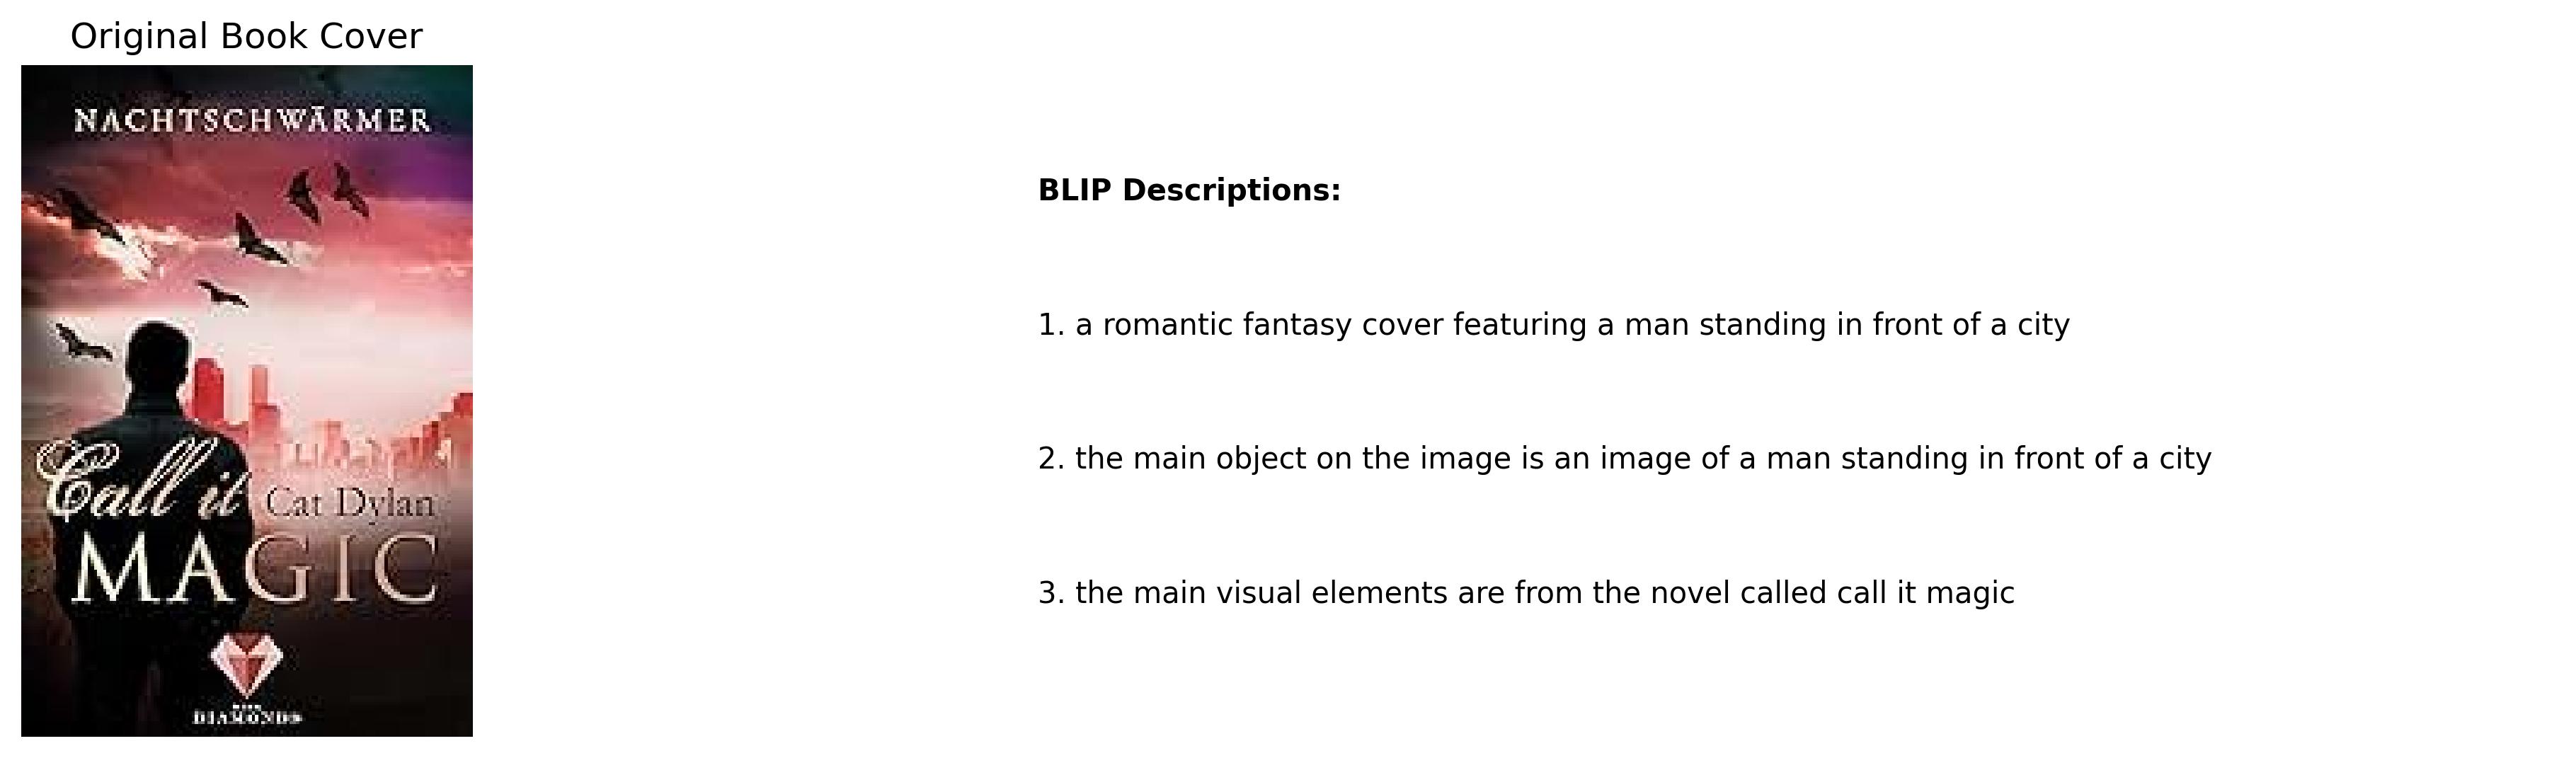 Original Book Cover
NACHTSCHWÄRMER
Call it
Cat Dylan
MAGIC
DIAMONDS
BLIP Descriptions:
1. a romantic fantasy cover featuring a man standing in front of a city
2. the main object on the image is an image of a man standing in front of a city
3. the main visual elements are from the novel called call it magic